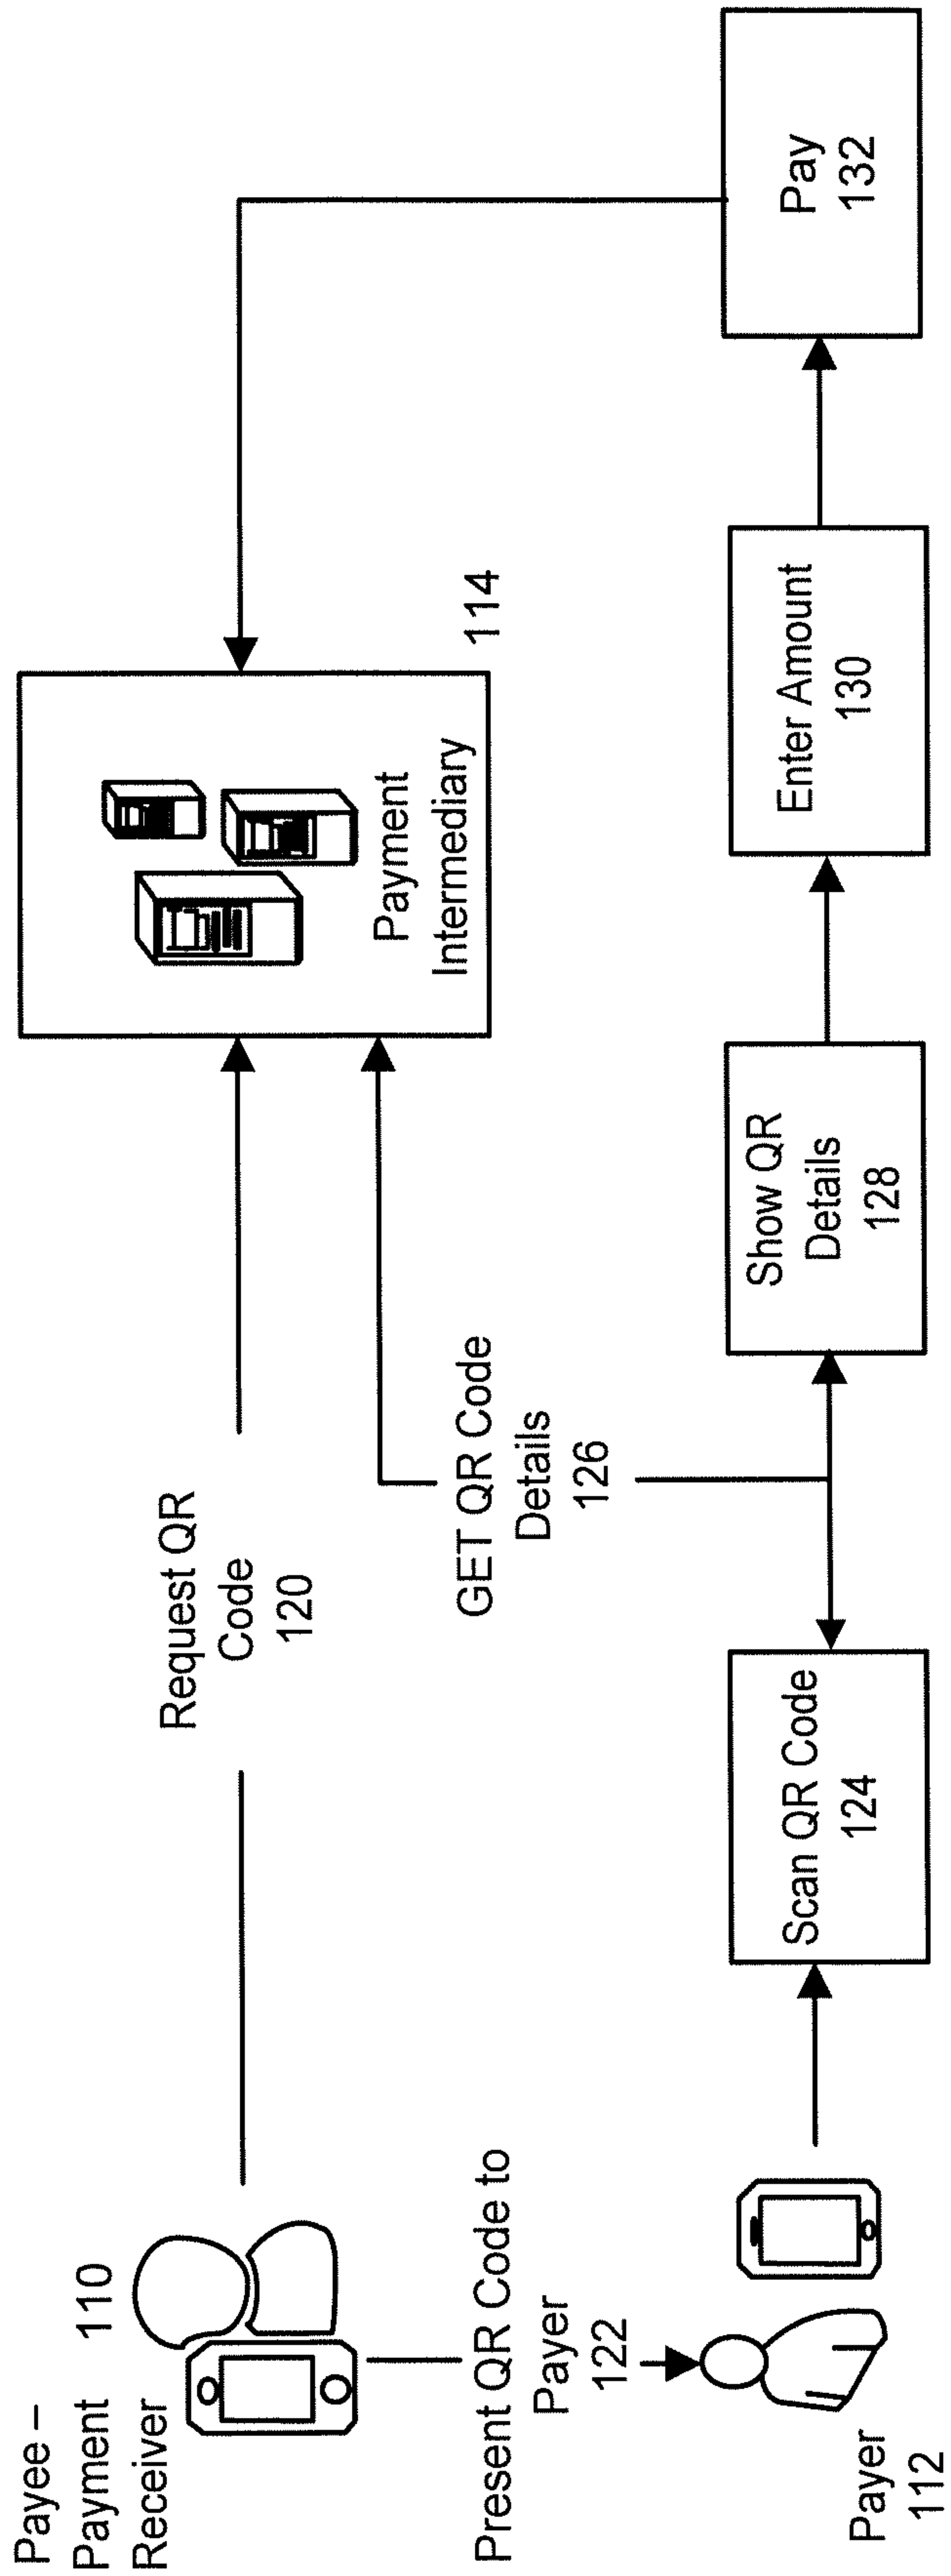 Payee –
Payment 110
Receiver
Request QR
Code
120
Payment
Intermediary
114
Present QR Code to
Payer
122
GET QR Code
Details
126
Payer
112
Scan QR Code
124
Show QR
Details
128
Enter Amount
130
Pay
132